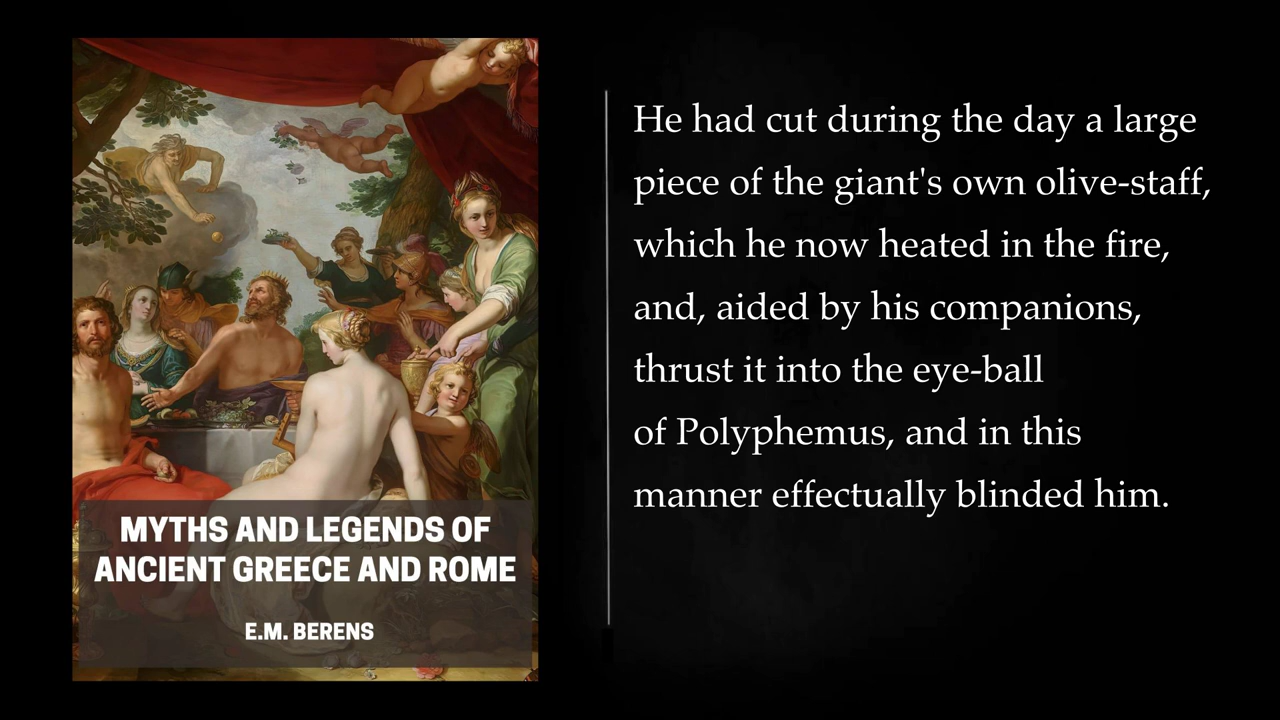 MYTHS AND LEGENDS OF
ANCIENT GREECE AND ROME
E.M. BERENS
He had cut during the day a large
piece of the giant's own olive-staff,
which he now heated in the fire,
and, aided by his companions,
thrust it into the eye-ball
of Polyphemus, and in this
manner effectually blinded him.